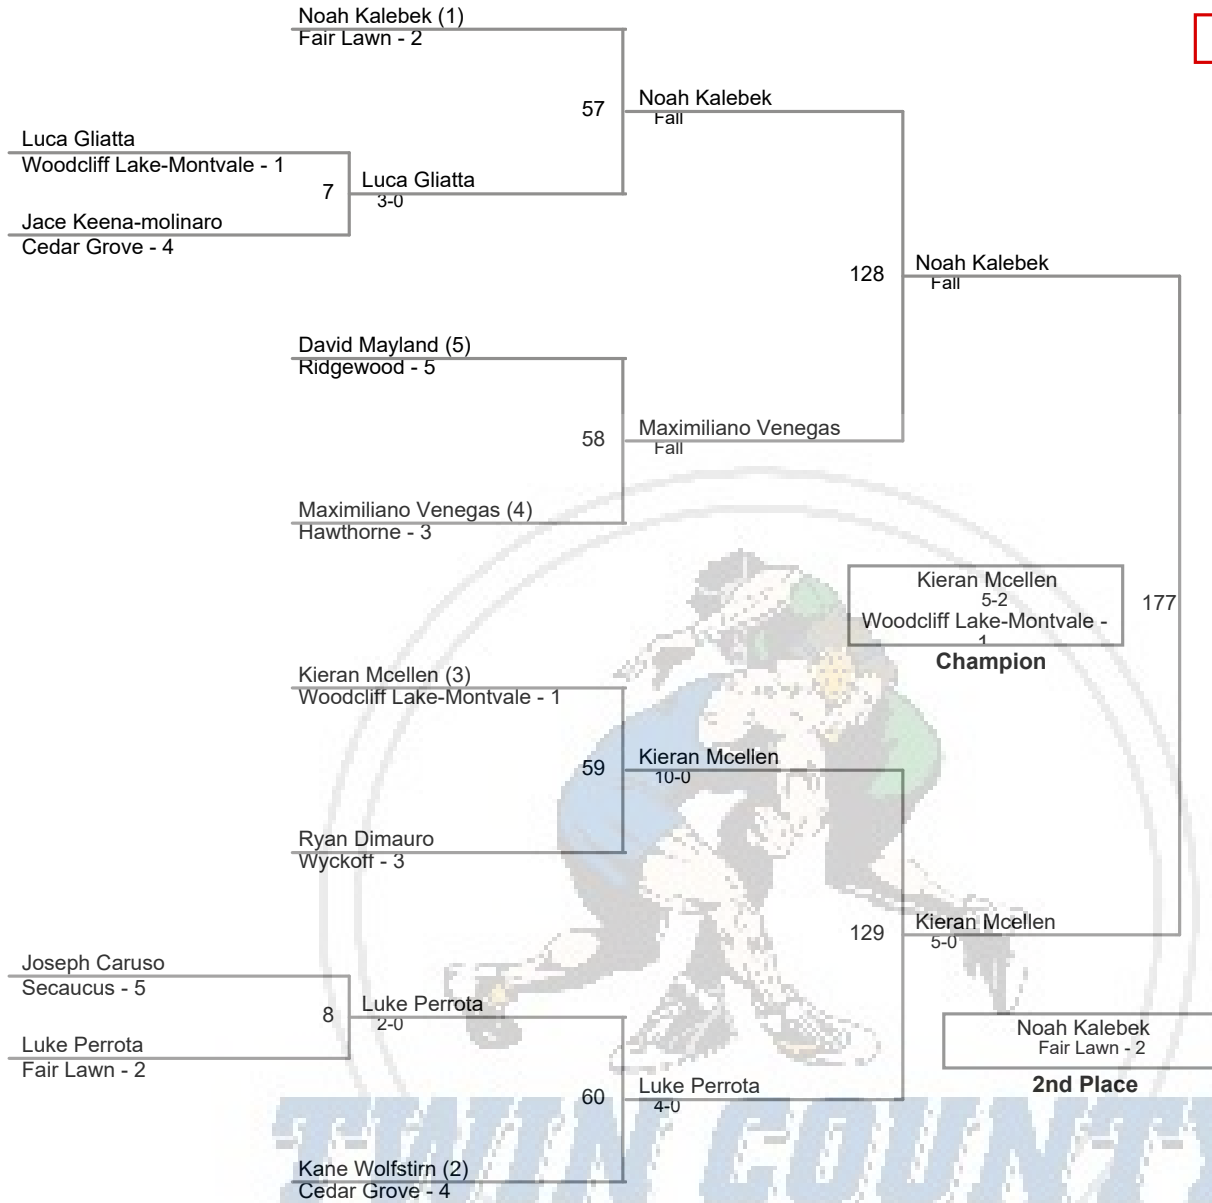 Noah Kalebek (1)
Fair Lawn - 2
57
Noah Kalebek
Fall
Luca Gliatta
Woodcliff Lake-Montvale - 1
7
Luca Gliatta
3-0
Jace Keena-molinaro
Cedar Grove - 4
128
Noah Kalebek
Fall
David Mayland (5)
Ridgewood - 5
58
Maximiliano Venegas
Fall
Maximiliano Venegas (4)
Hawthorne - 3
Kieran Mcellen
5-2
Woodcliff Lake-Montvale -
1
Champion
177
Kieran Mcellen (3)
Woodcliff Lake-Montvale - 1
59
Kieran Mcellen
10-0
Ryan Dimauro
Wyckoff - 3
129
Kieran Mcellen
5-0
Joseph Caruso
Secaucus - 5
8
Luke Perrota
2-0
Luke Perrota
Fair Lawn - 2
Noah Kalebek
Fair Lawn - 2
2nd Place
60
Luke Perrota
4-0
Kane Wolfstirn (2)
Cedar Grove - 4
TWIN COUNTY